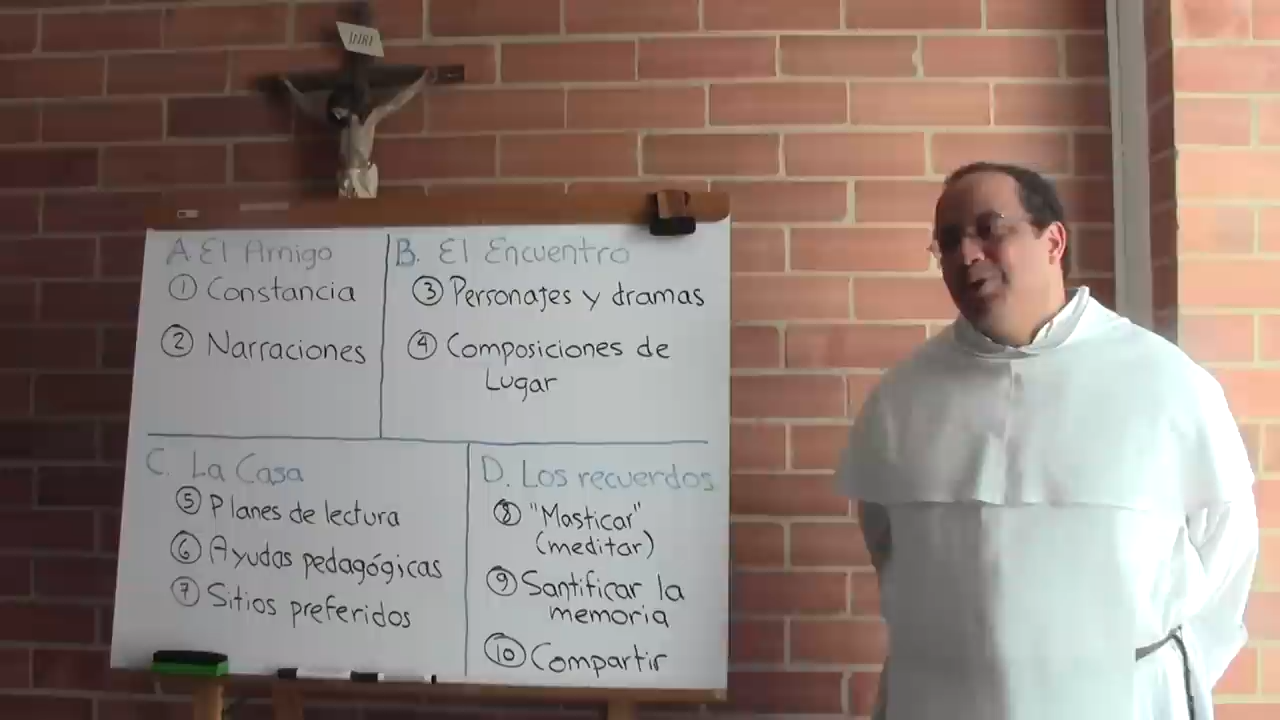 INRI
A. El Amigo
① Constancia
② Narraciones
B. El Encuentro
③ Personajes y dramas
④ Composiciones de
Lugar
C. La Casa
⑤ Planes de lectura
⑥ Ayudas pedagógicas
⑦ Sitios preferidos
D. Los recuerdos
⑧ "Masticar"
(meditar)
⑨ Santificar la
memoria
⑩ Compartir